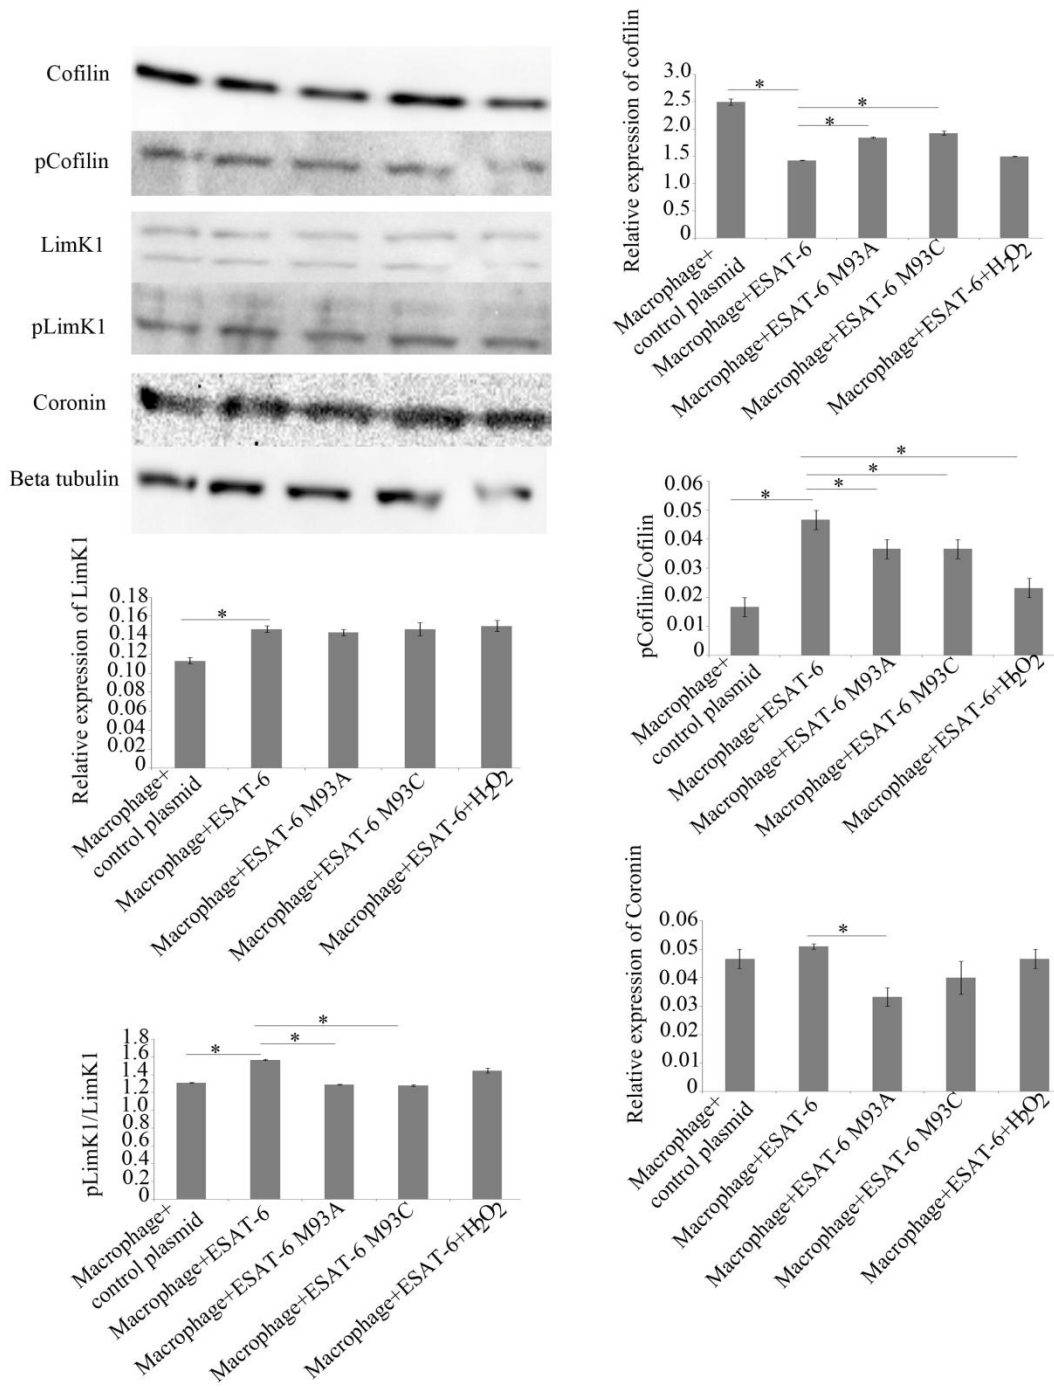 Cofilin
pCofilin
LimK1
pLimK1
Coronin
Beta tubulin
Relative expression of cofilin
3.0
2.5
2.0
1.5
1.0
0.5
0
*
*
*
Macrophage+
control plasmid
Macrophage+ESAT-6
Macrophage+ESAT-6 M93A
Macrophage+ESAT-6 M93C
Macrophage+ESAT-6+H2O2
pCofilin/Cofilin
0.06
0.05
0.04
0.03
0.02
0.01
0
*
*
*
*
Macrophage+
control plasmid
Macrophage+ESAT-6
Macrophage+ESAT-6 M93A
Macrophage+ESAT-6 M93C
Macrophage+ESAT-6+H2O2
Relative expression of LimK1
0.18
0.16
0.14
0.12
0.10
0.08
0.06
0.04
0.02
0
*
Macrophage+
control plasmid
Macrophage+ESAT-6
Macrophage+ESAT-6 M93A
Macrophage+ESAT-6 M93C
Macrophage+ESAT-6+H2O2
Relative expression of Coronin
0.06
0.05
0.04
0.03
0.02
0.01
0
*
Macrophage+
control plasmid
Macrophage+ESAT-6
Macrophage+ESAT-6 M93A
Macrophage+ESAT-6 M93C
Macrophage+ESAT-6+H2O2
pLimK1/LimK1
1.8
1.6
1.4
1.2
1.0
0.8
0.6
0.4
0.2
0
*
*
*
Macrophage+
control plasmid
Macrophage+ESAT-6
Macrophage+ESAT-6 M93A
Macrophage+ESAT-6 M93C
Macrophage+ESAT-6+H2O2